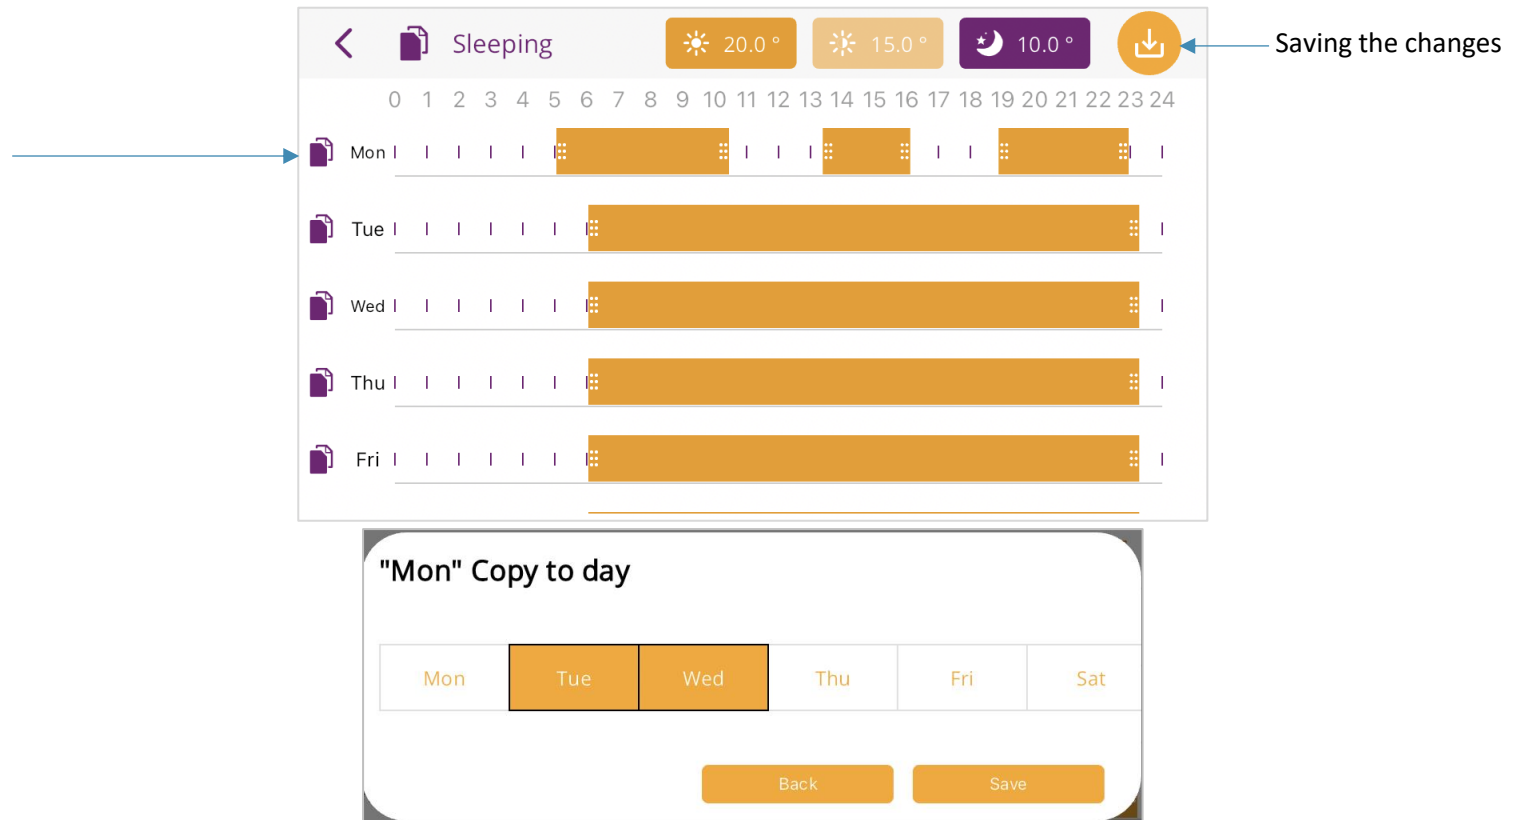 Sleeping 20.0 ° 15.0 ° 10.0 ° Saving the changes
0 1 2 3 4 5 6 7 8 9 10 11 12 13 14 15 16 17 18 19 20 21 22 23 24
Mon
Tue
Wed
Thu
Fri
"Mon" Copy to day
Mon Tue Wed Thu Fri Sat
Back Save